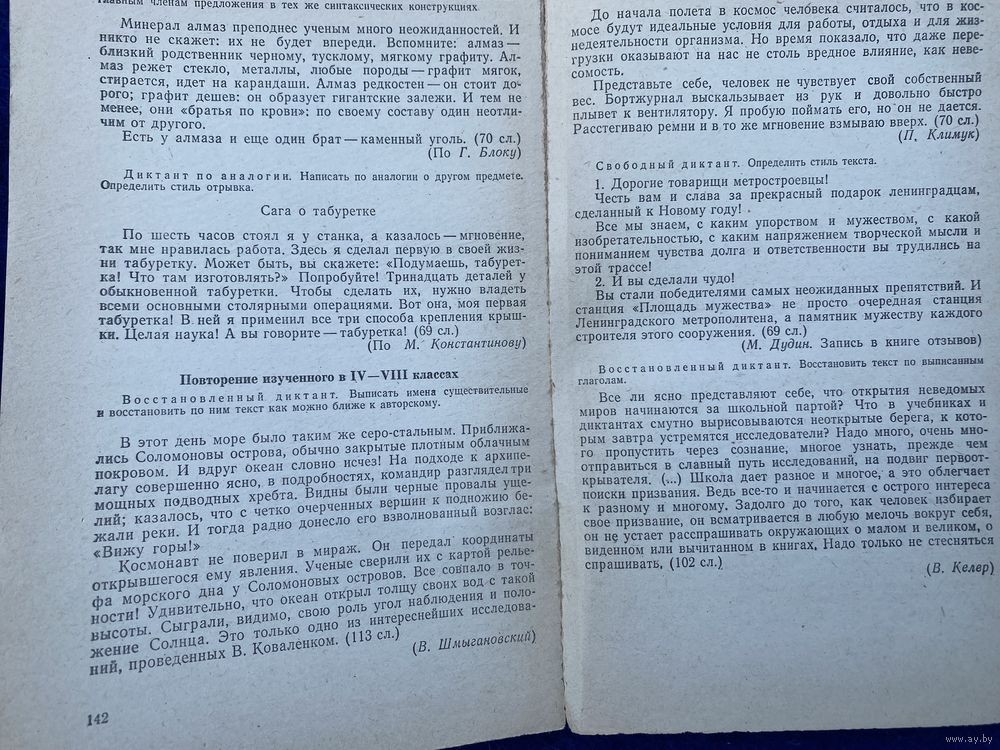 главным членам предложения в тех же синтаксических конструкциях
Минерал алмаз преподнес ученым много неожиданностей. И
никто не скажет: их не будет впереди. Вспомните: алмаз —
близкий родственник черному, тусклому, мягкому графиту. Ал-
маз режет стекло, металлы, любые породы — графит мягок,
стирается, идет на карандаши. Алмаз редкостен — он стоит до-
рого; графит дешев: он образует гигантские залежи. И тем не
менее, они «братья по крови»: по своему составу один неотли-
чим от другого.
Есть у алмаза и еще один брат — каменный уголь. (70 сл.)
(По Г. Блоку)
Диктант по аналогии. Написать по аналогии о другом предмете.
Определить стиль отрывка.
Сага о табуретке
По шесть часов стоял я у станка, а казалось — мгновение,
так мне нравилась работа. Здесь я сделал первую в своей жиз-
ни табуретку. Может быть, вы скажете: «Подумаешь, табурет-
ка! Что там изготовлять?» Попробуйте! Тринадцать деталей у
обыкновенной табуретки. Чтобы сделать их, нужно владеть
всеми основными столярными операциями. Вот она, моя первая
табуретка! В ней я применил все три способа крепления крыш-
ки. Целая наука! А вы говорите — табуретка! (69 сл.)
(По М. Константинову)
Повторение изученного в IV—VIII классах
Восстановленный диктант. Выписать имена существительные
и восстановить по ним текст как можно ближе к авторскому.
В этот день море было таким же серо-стальным. Приближа-
лись Соломоновы острова, обычно закрытые плотным облачным
покровом. И вдруг океан словно исчез! На подходе к архипе-
лагу совершенно ясно, в подробностях, командир разглядел три
мощных подводных хребта. Видны были черные провалы уще-
лий; казалось, что с четко очерченных вершин к подножию бе-
жали реки. И тогда радио донесло его взволнованный возглас:
«Вижу горы!»
Космонавт не поверил в мираж. Он передал координаты
открывшегося ему явления. Ученые сверили их с картой релье-
фа морского дна у Соломоновых островов. Все совпало в точ-
ности! Удивительно, что океан открыл толщу своих вод с такой
высоты. Сыграли, видимо, свою роль угол наблюдения и поло-
жение Солнца. Это только одно из интереснейших исследова-
ний, проведенных В. Коваленком. (113 сл.)
(В. Шмыгановский)
142
До начала полета в космос человека считалось, что в кос-
мосе будут идеальные условия для работы, отдыха и для жиз-
недеятельности организма. Но время показало, что даже пере-
грузки оказывают на нас не столь вредное влияние, как неве-
сомость.
Представьте себе, человек не чувствует свой собственный
вес. Бортжурнал выскальзывает из рук и довольно быстро
плывет к вентилятору. Я пробую поймать его, но он не дается.
Расстегиваю ремни и в то же мгновение взмываю вверх. (70 сл.)
(П. Климук)
Свободный диктант. Определить стиль текста.
1. Дорогие товарищи метростроевцы!
Честь вам и слава за прекрасный подарок ленинградцам,
сделанный к Новому году!
Все мы знаем, с каким упорством и мужеством, с какой
изобретательностью, с каким напряжением творческой мысли и
пониманием чувства долга и ответственности вы трудились на
этой трассе!
2. И вы сделали чудо!
Вы стали победителями самых неожиданных препятствий. И
станция «Площадь мужества» не просто очередная станция
Ленинградского метрополитена, а памятник мужеству каждого
строителя этого сооружения. (69 сл.)
(М. Дудин. Запись в книге отзывов)
Восстановленный диктант. Восстановить текст по выписанным
глаголам.
Все ли ясно представляют себе, что открытия неведомых
миров начинаются за школьной партой? Что в учебниках и
диктантах смутно вырисовываются неоткрытые берега, к кото-
рым завтра устремятся исследователи? Надо много, очень мно-
го пропустить через сознание, многое узнать, прежде чем
отправиться в славный путь исследований, на подвиг первоот-
крывателя. (...) Школа дает разное и многое, а это облегчает
поиски призвания. Ведь все-то и начинается с острого интереса
к разному и многому. Задолго до того, как человек избирает
свое призвание, он всматривается в любую мелочь вокруг себя,
он не устает расспрашивать окружающих о малом и великом, о
виденном или вычитанном в книгах, Надо только не стесняться
спрашивать, (102 сл.)
(В. Келер)
www.ay.by